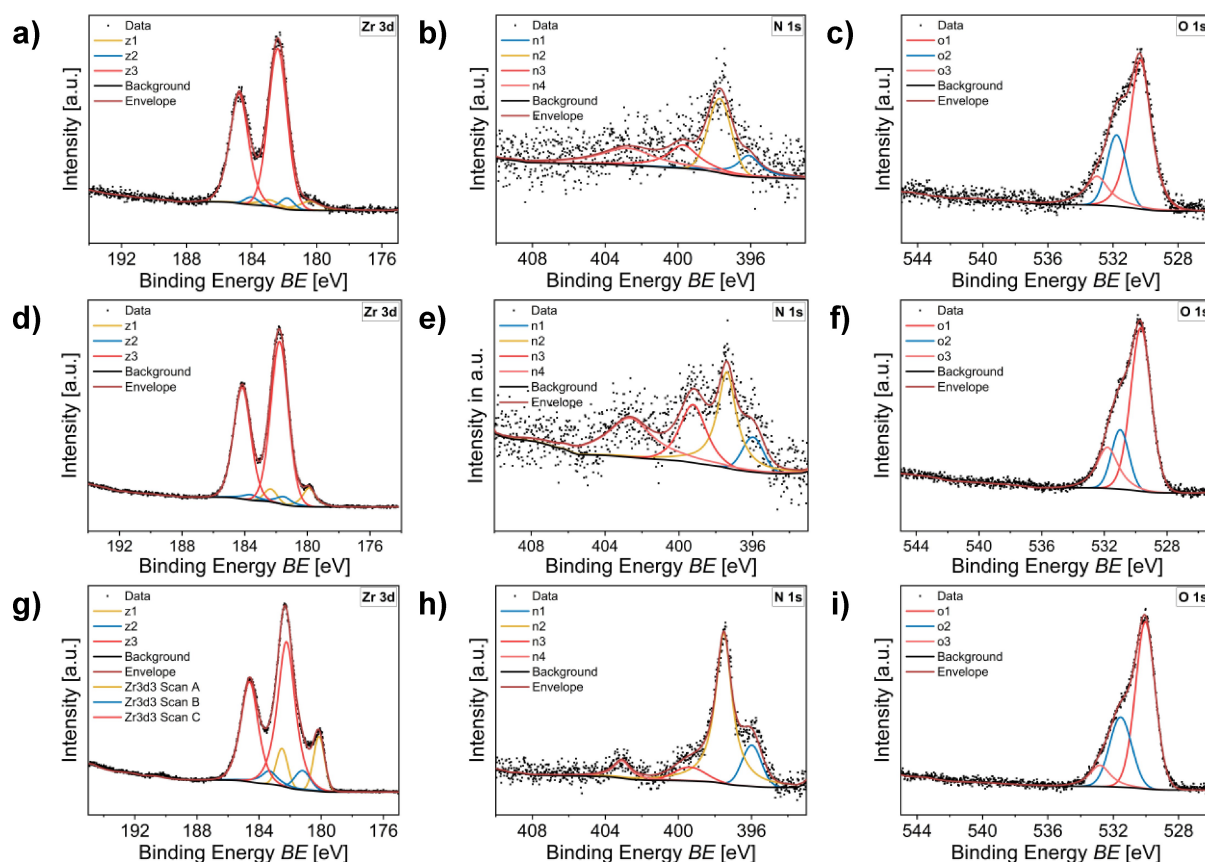 a)
Zr 3d
Data
z1
z2
z3
Background
Envelope
Intensity [a.u.]
192 188 184 180 176
Binding Energy BE [eV]
b)
N 1s
Data
n1
n2
n3
n4
Background
Envelope
Intensity [a.u.]
408 404 400 396
Binding Energy BE [eV]
c)
O 1s
Data
o1
o2
o3
Background
Envelope
Intensity [a.u.]
544 540 536 532 528
Binding Energy BE [eV]
d)
Zr 3d
Data
z1
z2
z3
Background
Envelope
Intensity [a.u.]
192 188 184 180 176
Binding Energy BE [eV]
e)
N 1s
Data
n1
n2
n3
n4
Background
Envelope
Intensity in a.u.
408 404 400 396
Binding Energy BE [eV]
f)
O 1s
Data
o1
o2
o3
Background
Envelope
Intensity [a.u.]
544 540 536 532 528
Binding Energy BE [eV]
g)
Zr 3d
Data
z1
z2
z3
Background
Envelope
Zr3d3 Scan A
Zr3d3 Scan B
Zr3d3 Scan C
Intensity [a.u.]
192 188 184 180 176
Binding Energy BE [eV]
h)
N 1s
Data
n1
n2
n3
n4
Background
Envelope
Intensity [a.u.]
408 404 400 396
Binding Energy BE [eV]
i)
O 1s
Data
o1
o2
o3
Background
Envelope
Intensity [a.u.]
544 540 536 532 528
Binding Energy BE [eV]